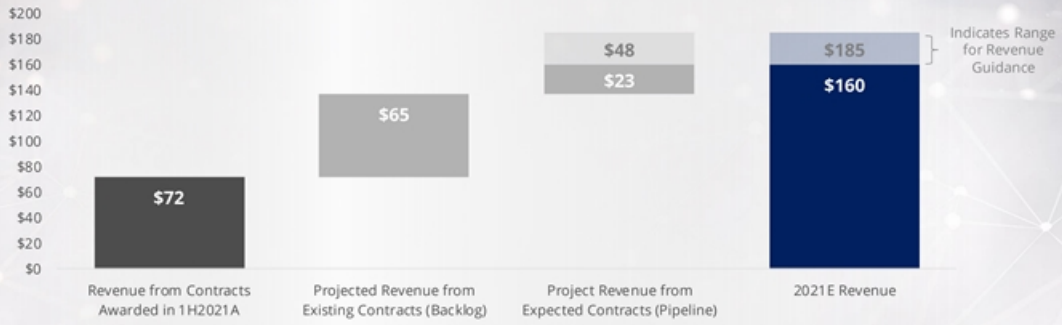 $200
$180
$160
$140
$120
$100
$80
$60
$40
$20
$0
$72
$65
$48
$23
$185
$160
Indicates Range
for Revenue
Guidance
Revenue from Contracts
Awarded in 1H2021A
Projected Revenue from
Existing Contracts (Backlog)
Project Revenue from
Expected Contracts (Pipeline)
2021E Revenue